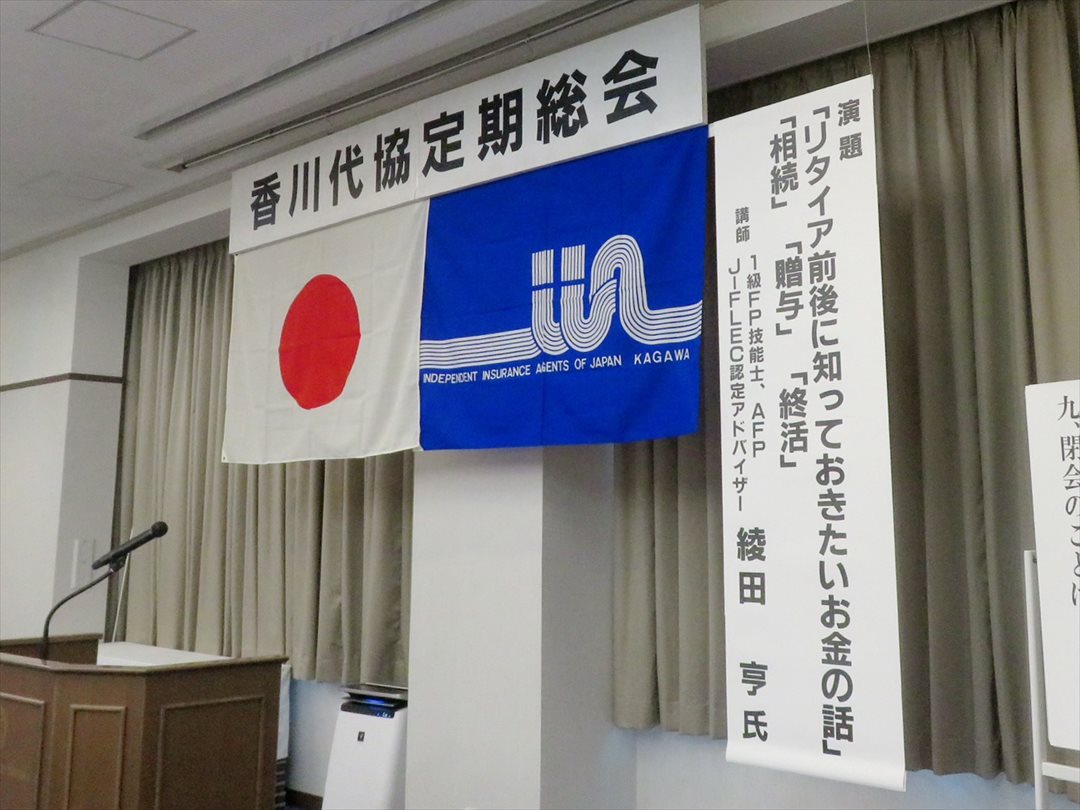 香川代協定期総会
INDEPENDENT INSURANCE AGENTS OF JAPAN KAGAWA
演題
「リタイア前後に知っておきたいお金の話」
「相続」「贈与」「終活」
講師 1級FP技能士、AFP
J-FLEC認定アドバイザー 綾田 亨 氏
九、閉会のことば